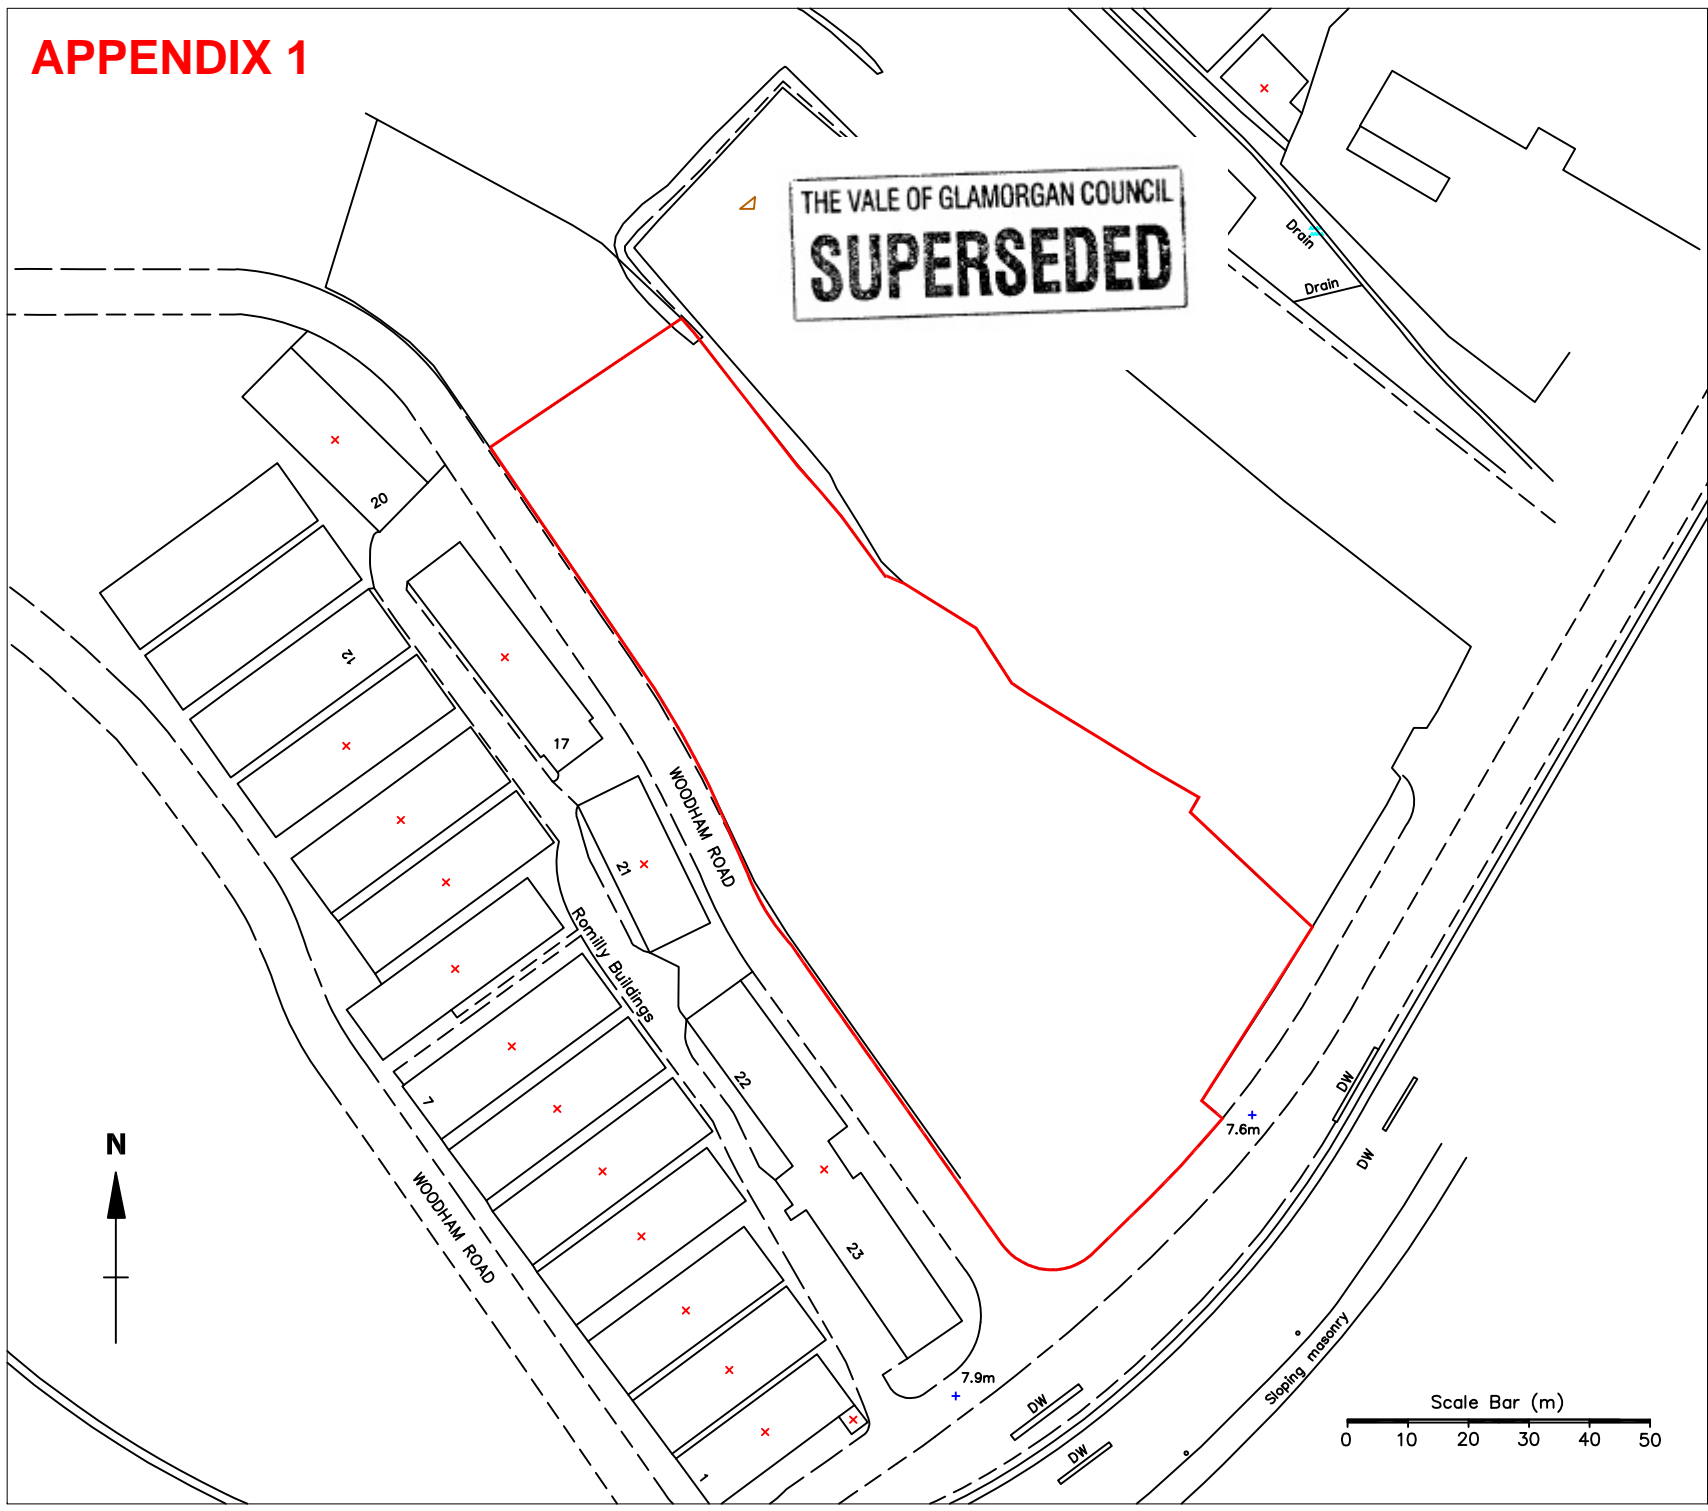 APPENDIX 1
THE VALE OF GLAMORGAN COUNCIL
SUPERSEDED
Drain
Drain
20
12
17
WOODHAM ROAD
21
Romilly Buildings
22
7
DW
7.6m
DW
N
WOODHAM ROAD
23
Sloping masonry
7.9m
DW
DW
1
Scale Bar (m)
0 10 20 30 40 50